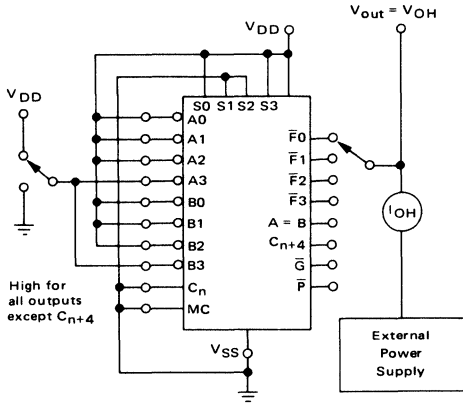 V_out = V_OH
V_DD
S0 S1 S2 S3
V_DD
A0
A1
A2
A3
B0
B1
B2
B3
C_n
MC
F̅0
F̅1
F̅2
F̅3
A = B
C_n+4
G̅
P̅
I_OH
High for
all outputs
except C_n+4
V_SS
External
Power
Supply